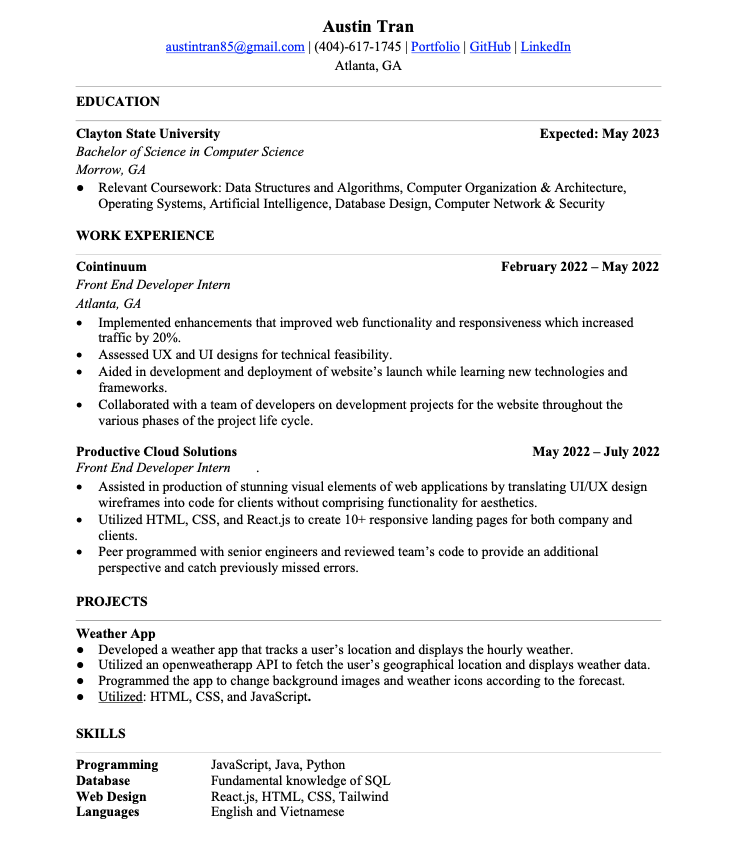 Austin Tran
austintran85@gmail.com | (404)-617-1745 | Portfolio | GitHub | LinkedIn
Atlanta, GA
EDUCATION
Clayton State University Expected: May 2023
Bachelor of Science in Computer Science
Morrow, GA
● Relevant Coursework: Data Structures and Algorithms, Computer Organization & Architecture,
Operating Systems, Artificial Intelligence, Database Design, Computer Network & Security
WORK EXPERIENCE
Cointinuum February 2022 – May 2022
Front End Developer Intern
Atlanta, GA
• Implemented enhancements that improved web functionality and responsiveness which increased
traffic by 20%.
• Assessed UX and UI designs for technical feasibility.
• Aided in development and deployment of website’s launch while learning new technologies and
frameworks.
• Collaborated with a team of developers on development projects for the website throughout the
various phases of the project life cycle.
Productive Cloud Solutions May 2022 – July 2022
Front End Developer Intern .
• Assisted in production of stunning visual elements of web applications by translating UI/UX design
wireframes into code for clients without comprising functionality for aesthetics.
• Utilized HTML, CSS, and React.js to create 10+ responsive landing pages for both company and
clients.
• Peer programmed with senior engineers and reviewed team’s code to provide an additional
perspective and catch previously missed errors.
PROJECTS
Weather App
● Developed a weather app that tracks a user’s location and displays the hourly weather.
● Utilized an openweatherapp API to fetch the user’s geographical location and displays weather data.
● Programmed the app to change background images and weather icons according to the forecast.
● Utilized: HTML, CSS, and JavaScript.
SKILLS
Programming JavaScript, Java, Python
Database Fundamental knowledge of SQL
Web Design React.js, HTML, CSS, Tailwind
Languages English and Vietnamese